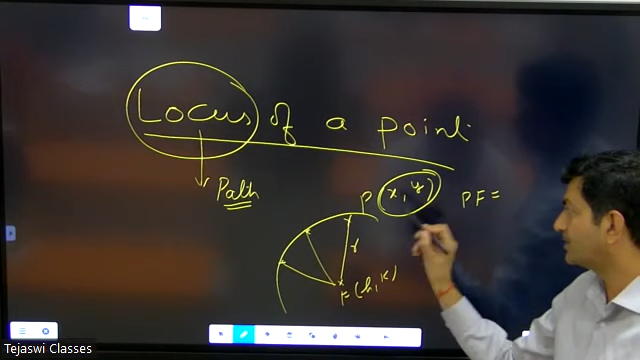 Locus of a point.
Path
P (x, y) PF =
r
F (h, k)
Tejaswi Classes